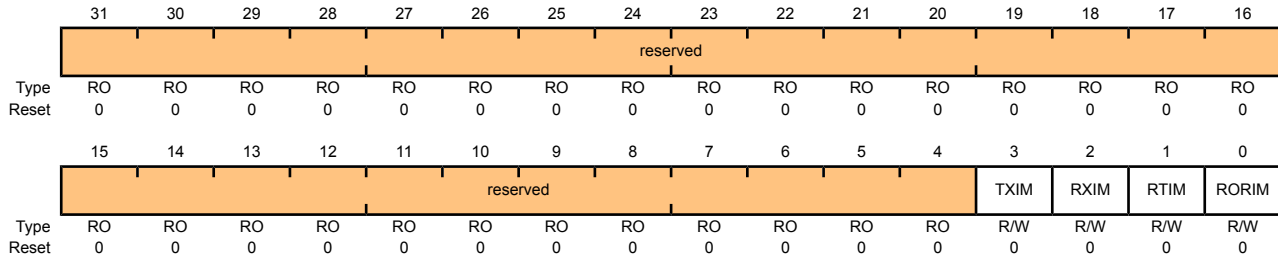 31 30 29 28 27 26 25 24 23 22 21 20 19 18 17 16
reserved
Type RO RO RO RO RO RO RO RO RO RO RO RO RO RO RO RO
Reset 0 0 0 0 0 0 0 0 0 0 0 0 0 0 0 0
15 14 13 12 11 10 9 8 7 6 5 4 3 2 1 0
reserved TXIM RXIM RTIM RORIM
Type RO RO RO RO RO RO RO RO RO RO RO RO R/W R/W R/W R/W
Reset 0 0 0 0 0 0 0 0 0 0 0 0 0 0 0 0